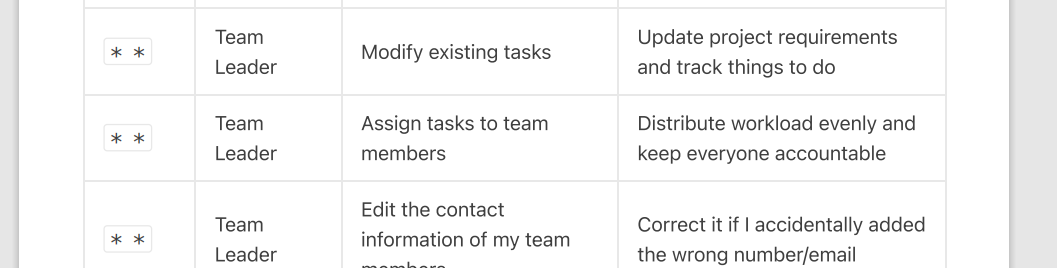 * * Team Leader Modify existing tasks Update project requirements and track things to do
* * Team Leader Assign tasks to team members Distribute workload evenly and keep everyone accountable
* * Team Leader Edit the contact information of my team members Correct it if I accidentally added the wrong number/email